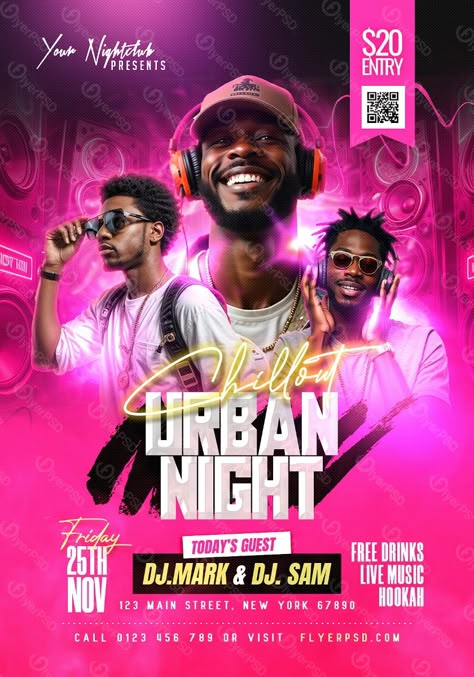 Your Nightclub
PRESENTS
$20
ENTRY
Chillout
URBAN
NIGHT
Friday
25TH
NOV
TODAY'S GUEST
DJ.MARK & DJ. SAM
FREE DRINKS
LIVE MUSIC
HOOKAH
123 MAIN STREET, NEW YORK 67890
CALL 0123 456 789 OR VISIT FLYERPSD.COM
FlyerPSD